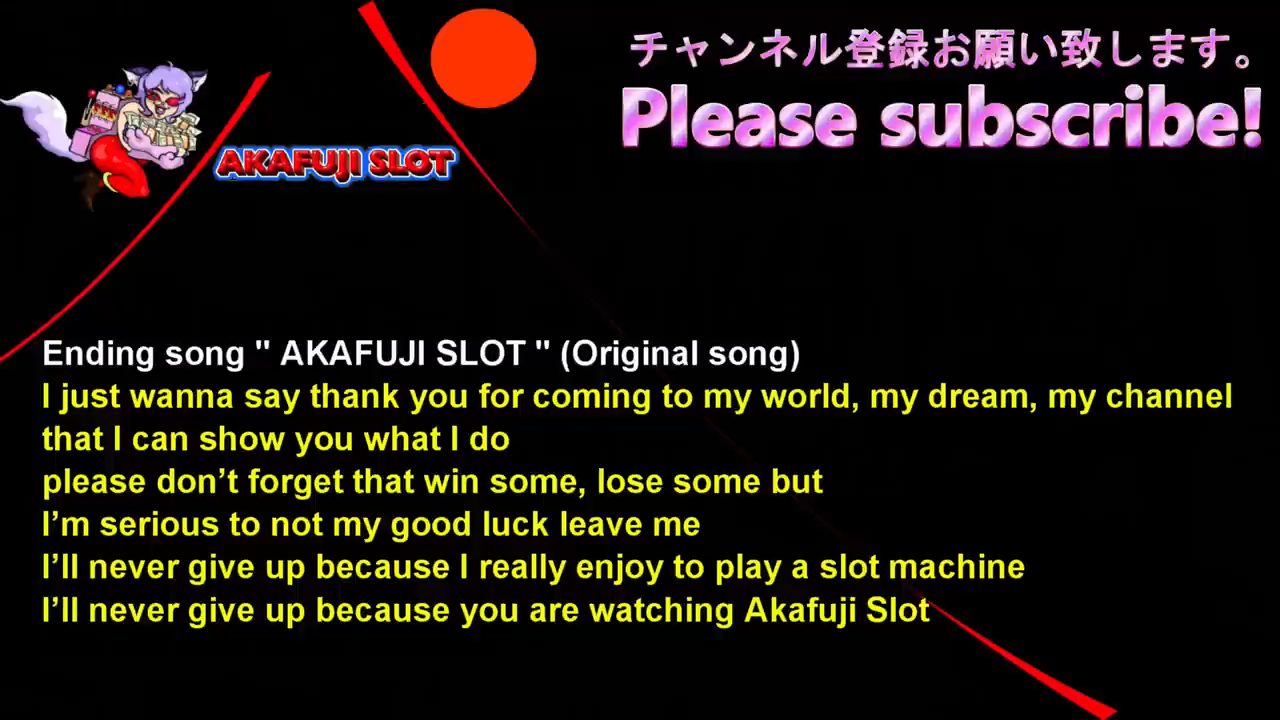 チャンネル登録お願い致します。
Please subscribe!
AKAFUJI SLOT
Ending song " AKAFUJI SLOT " (Original song)
I just wanna say thank you for coming to my world, my dream, my channel
that I can show you what I do
please don’t forget that win some, lose some but
I’m serious to not my good luck leave me
I’ll never give up because I really enjoy to play a slot machine
I’ll never give up because you are watching Akafuji Slot